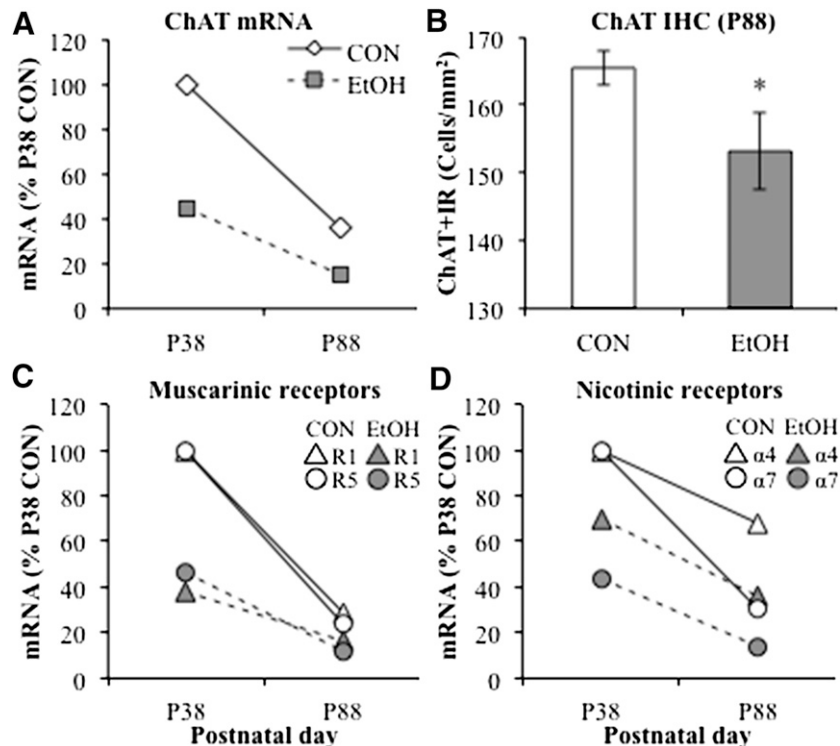 A
ChAT mRNA
mRNA (% P38 CON)
120
100
80
60
40
20
0
CON
EtOH
P38 P88
B
ChAT IHC (P88)
ChAT+IR (Cells/mm²)
170
160
150
140
130
*
CON EtOH
C
Muscarinic receptors
mRNA (% P38 CON)
120
100
80
60
40
20
0
CON EtOH
R1 R1
R5 R5
P38 P88
Postnatal day
D
Nicotinic receptors
mRNA (% P38 CON)
120
100
80
60
40
20
0
CON EtOH
α4 α4
α7 α7
P38 P88
Postnatal day